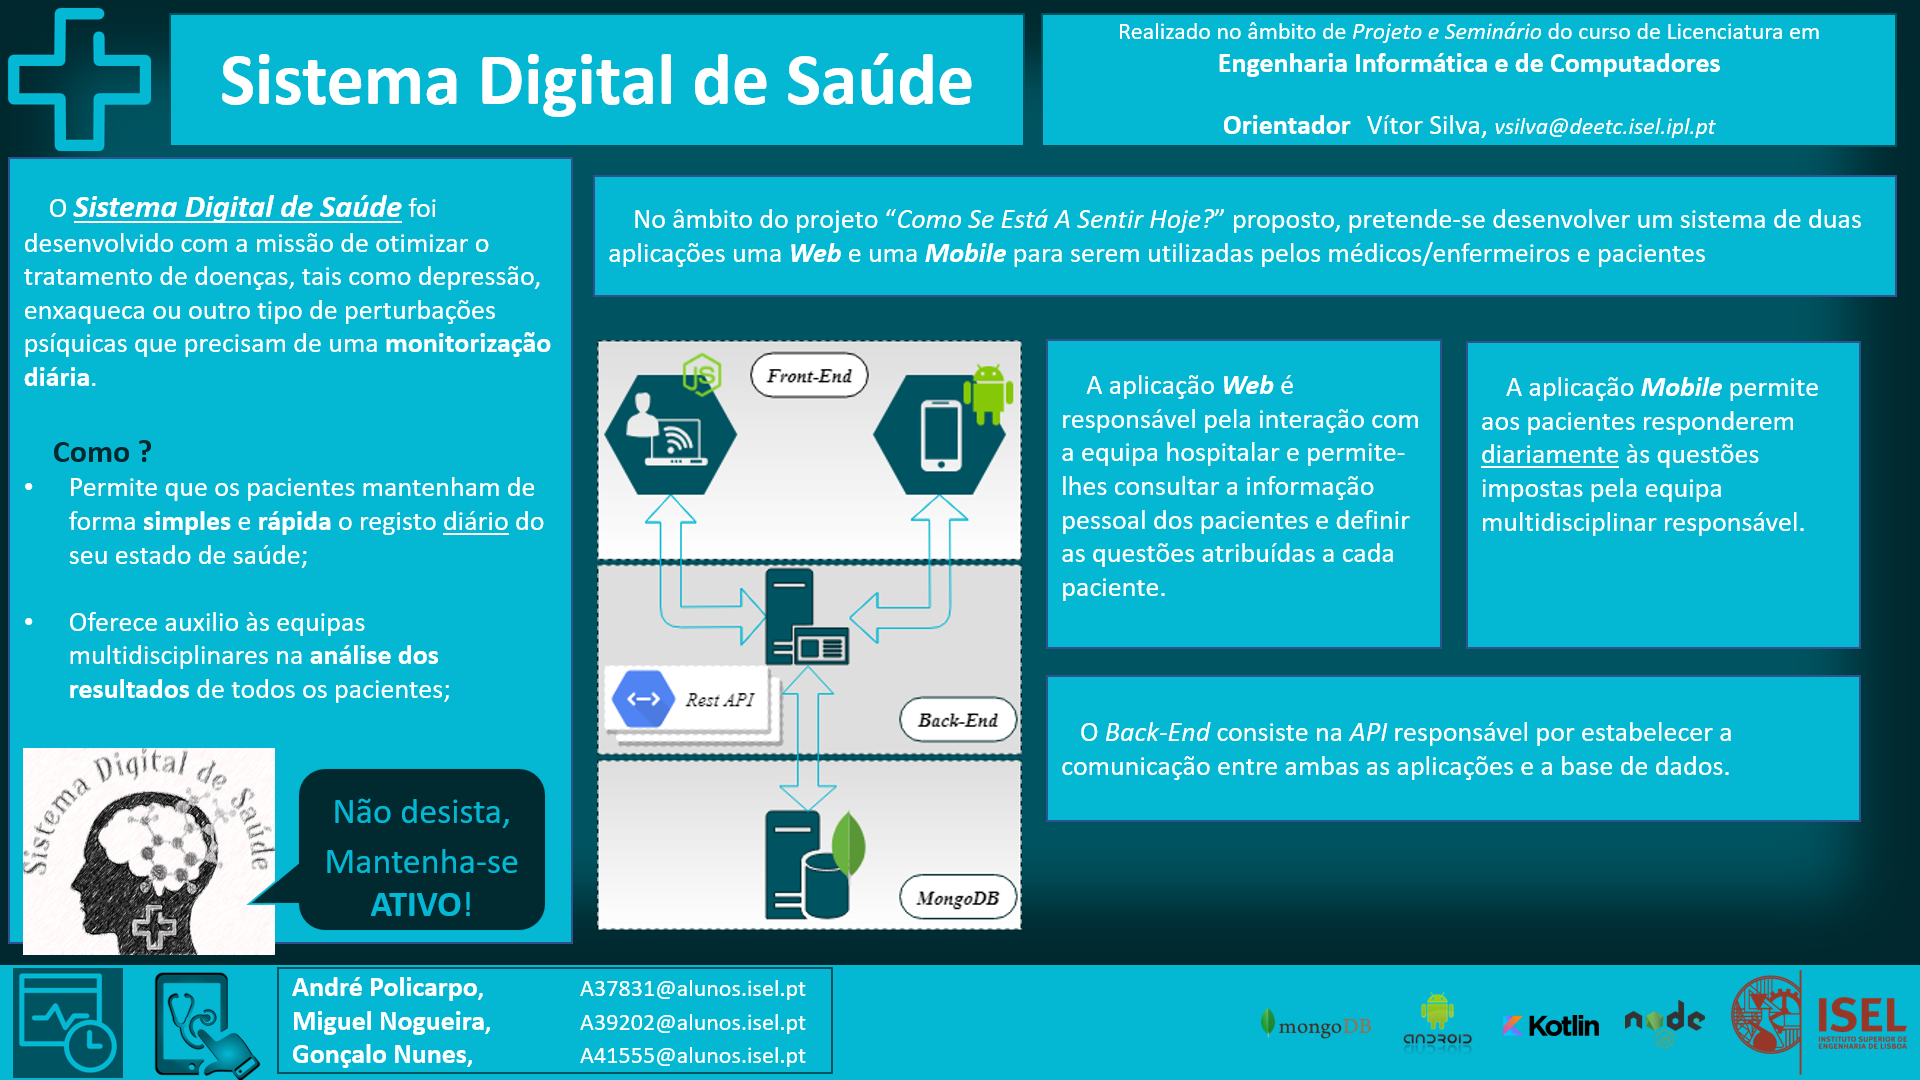 Sistema Digital de Saúde
Realizado no âmbito de Projeto e Seminário do curso de Licenciatura em
Engenharia Informática e de Computadores
Orientador Vítor Silva, vsilva@deetc.isel.ipl.pt
O Sistema Digital de Saúde foi
desenvolvido com a missão de otimizar o
tratamento de doenças, tais como depressão,
enxaqueca ou outro tipo de perturbações
psíquicas que precisam de uma monitorização
diária.
Como ?
• Permite que os pacientes mantenham de
forma simples e rápida o registo diário do
seu estado de saúde;
• Oferece auxilio às equipas
multidisciplinares na análise dos
resultados de todos os pacientes;
Sistema Digital de Saúde
Não desista,
Mantenha-se
ATIVO!
No âmbito do projeto “Como Se Está A Sentir Hoje?” proposto, pretende-se desenvolver um sistema de duas
aplicações uma Web e uma Mobile para serem utilizadas pelos médicos/enfermeiros e pacientes
JS
Front-End
Rest API
Back-End
MongoDB
A aplicação Web é
responsável pela interação com
a equipa hospitalar e permite-
lhes consultar a informação
pessoal dos pacientes e definir
as questões atribuídas a cada
paciente.
A aplicação Mobile permite
aos pacientes responderem
diariamente às questões
impostas pela equipa
multidisciplinar responsável.
O Back-End consiste na API responsável por estabelecer a
comunicação entre ambas as aplicações e a base de dados.
André Policarpo, A37831@alunos.isel.pt
Miguel Nogueira, A39202@alunos.isel.pt
Gonçalo Nunes, A41555@alunos.isel.pt
mongoDB
ANDROID
Kotlin
node
JS
ISEL
INSTITUTO SUPERIOR DE
ENGENHARIA DE LISBOA